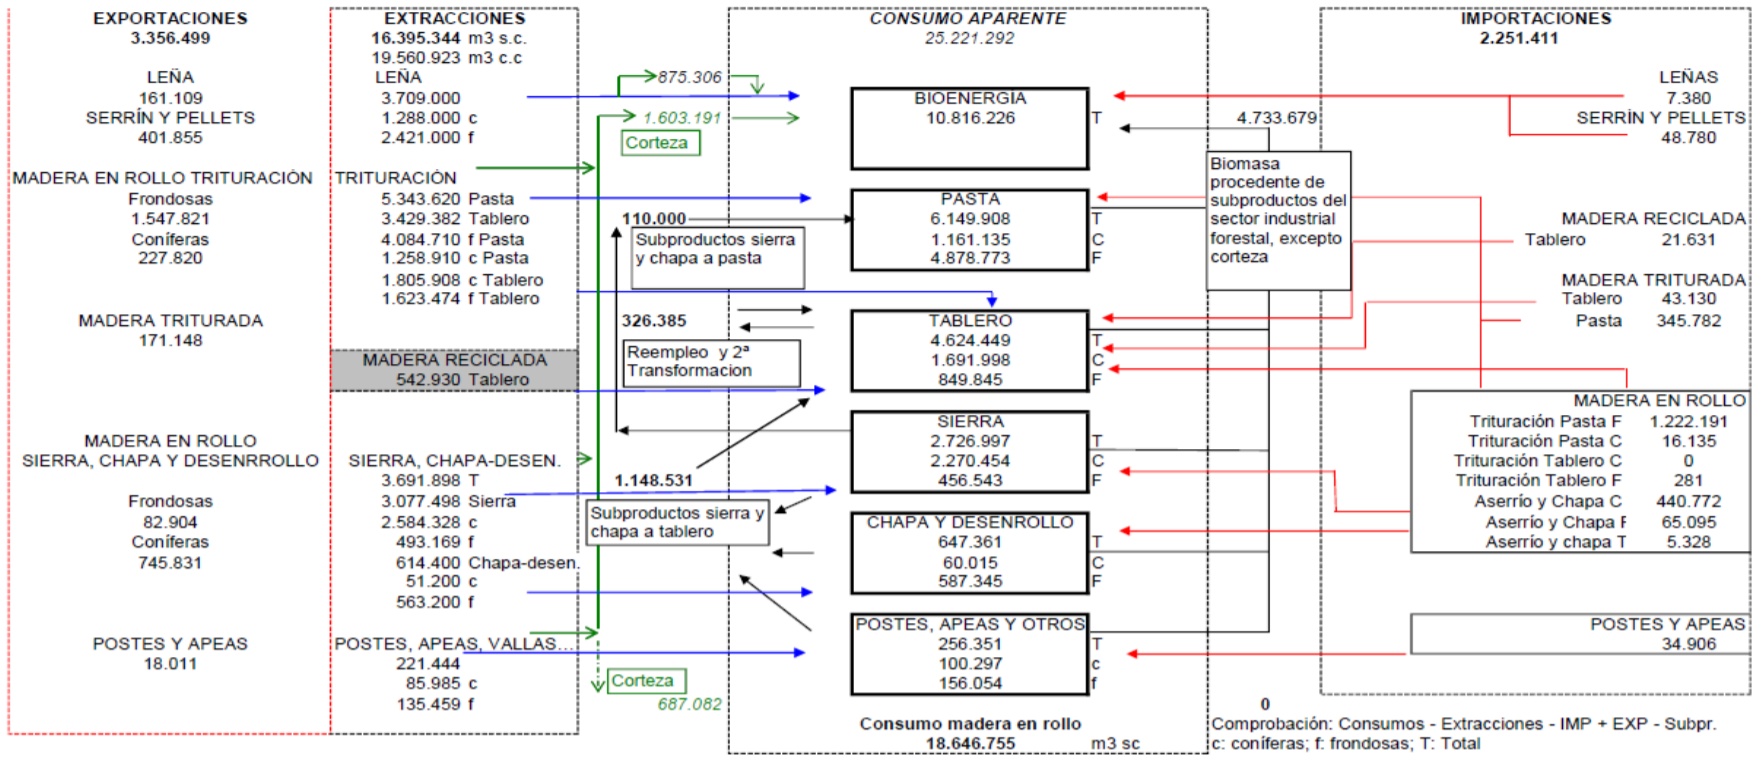 EXPORTACIONES
3.356.499
LEÑA
161.109
SERRÍN Y PELLETS
401.855
MADERA EN ROLLO TRITURACIÓN
Frondosas
1.547.821
Coníferas
227.820
MADERA TRITURADA
171.148
MADERA EN ROLLO
SIERRA, CHAPA Y DESENRROLLO
Frondosas
82.904
Coníferas
745.831
POSTES Y APEAS
18.011
EXTRACCIONES
16.395.344 m3 s.c.
19.560.923 m3 c.c
LEÑA
3.709.000
1.288.000 c
2.421.000 f
TRITURACIÓN
5.343.620 Pasta
3.429.382 Tablero
4.084.710 f Pasta
1.258.910 c Pasta
1.805.908 c Tablero
1.623.474 f Tablero
MADERA RECICLADA
542.930 Tablero
SIERRA, CHAPA-DESEN.
3.691.898 T
3.077.498 Sierra
2.584.328 c
493.169 f
614.400 Chapa-desen.
51.200 c
563.200 f
POSTES, APEAS, VALLAS...
221.444
85.985 c
135.459 f
875.306
1.603.191
Corteza
110.000
Subproductos sierra
y chapa a pasta
326.385
Reempleo y 2ª
Transformacion
1.148.531
Subproductos sierra y
chapa a tablero
Corteza
687.082
CONSUMO APARENTE
25.221.292
BIOENERGIA
10.816.226 T
PASTA
6.149.908 T
1.161.135 C
4.878.773 F
TABLERO
4.624.449 T
1.691.998 C
849.845 F
SIERRA
2.726.997 T
2.270.454 C
456.543 F
CHAPA Y DESENROLLO
647.361 T
60.015 C
587.345 F
POSTES, APEAS Y OTROS
256.351 T
100.297 c
156.054 f
Consumo madera en rollo
18.646.755 m3 sc
4.733.679
Biomasa
procedente de
subproductos del
sector industrial
forestal, excepto
corteza
IMPORTACIONES
2.251.411
LEÑAS
7.380
SERRÍN Y PELLETS
48.780
MADERA RECICLADA
Tablero 21.631
MADERA TRITURADA
Tablero 43.130
Pasta 345.782
MADERA EN ROLLO
Trituración Pasta F 1.222.191
Trituración Pasta C 16.135
Trituración Tablero C 0
Trituración Tablero F 281
Aserrío y Chapa C 440.772
Aserrío y Chapa F 65.095
Aserrío y chapa T 5.328
POSTES Y APEAS
34.906
0
Comprobación: Consumos - Extracciones - IMP + EXP - Subpr.
c: coníferas; f: frondosas; T: Total